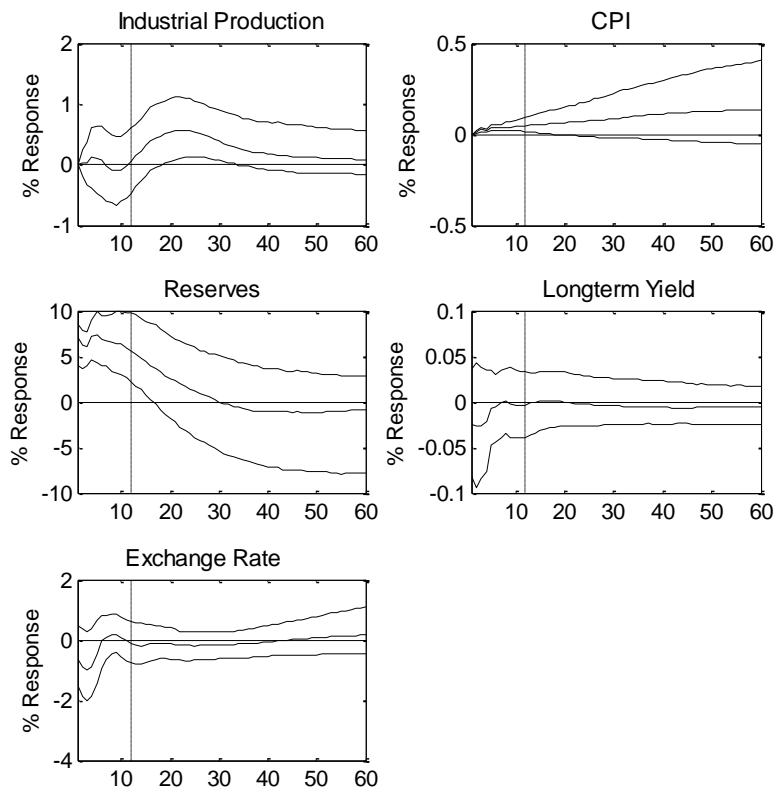 Industrial Production
CPI
% Response
2
1
0
-1
10 20 30 40 50 60
% Response
0.5
0
-0.5
10 20 30 40 50 60
Reserves
Longterm Yield
% Response
10
5
0
-5
-10
10 20 30 40 50 60
% Response
0.1
0.05
0
-0.05
-0.1
10 20 30 40 50 60
Exchange Rate
% Response
2
0
-2
-4
10 20 30 40 50 60